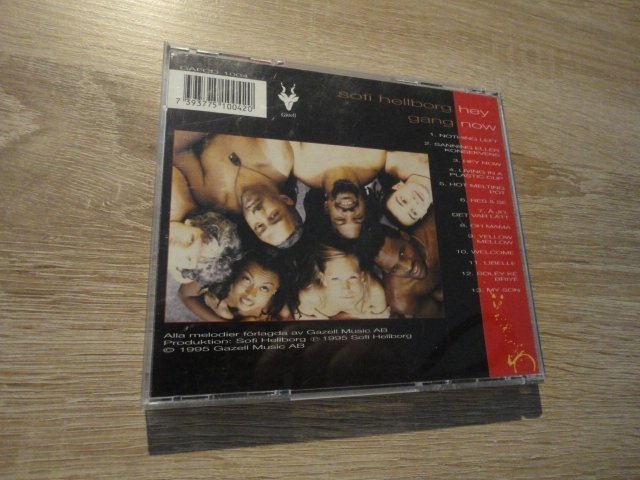 GAFCD 1004
7 393775 100420
Gazell
sofi hellborg hey
gang now
1. NOTHING LEFT
2. SANNING ELLER
KONSEKVENS
3. HEY NOW
4. LIVING IN A
PLASTIC CUP
5. HOT MELTING
POT
6. RES & SE
7. Å JO,
DET VAR LÄTT
8. OH MAMA
9. YELLOW
MELLOW
10. WELCOME
11. LIBELLE
12. SOLEY KE
BRIYE
13. MY SON
Alla melodier förlagda av Gazell Music AB
Produktion: Sofi Hellborg ℗ 1995 Sofi Hellborg
© 1995 Gazell Music AB